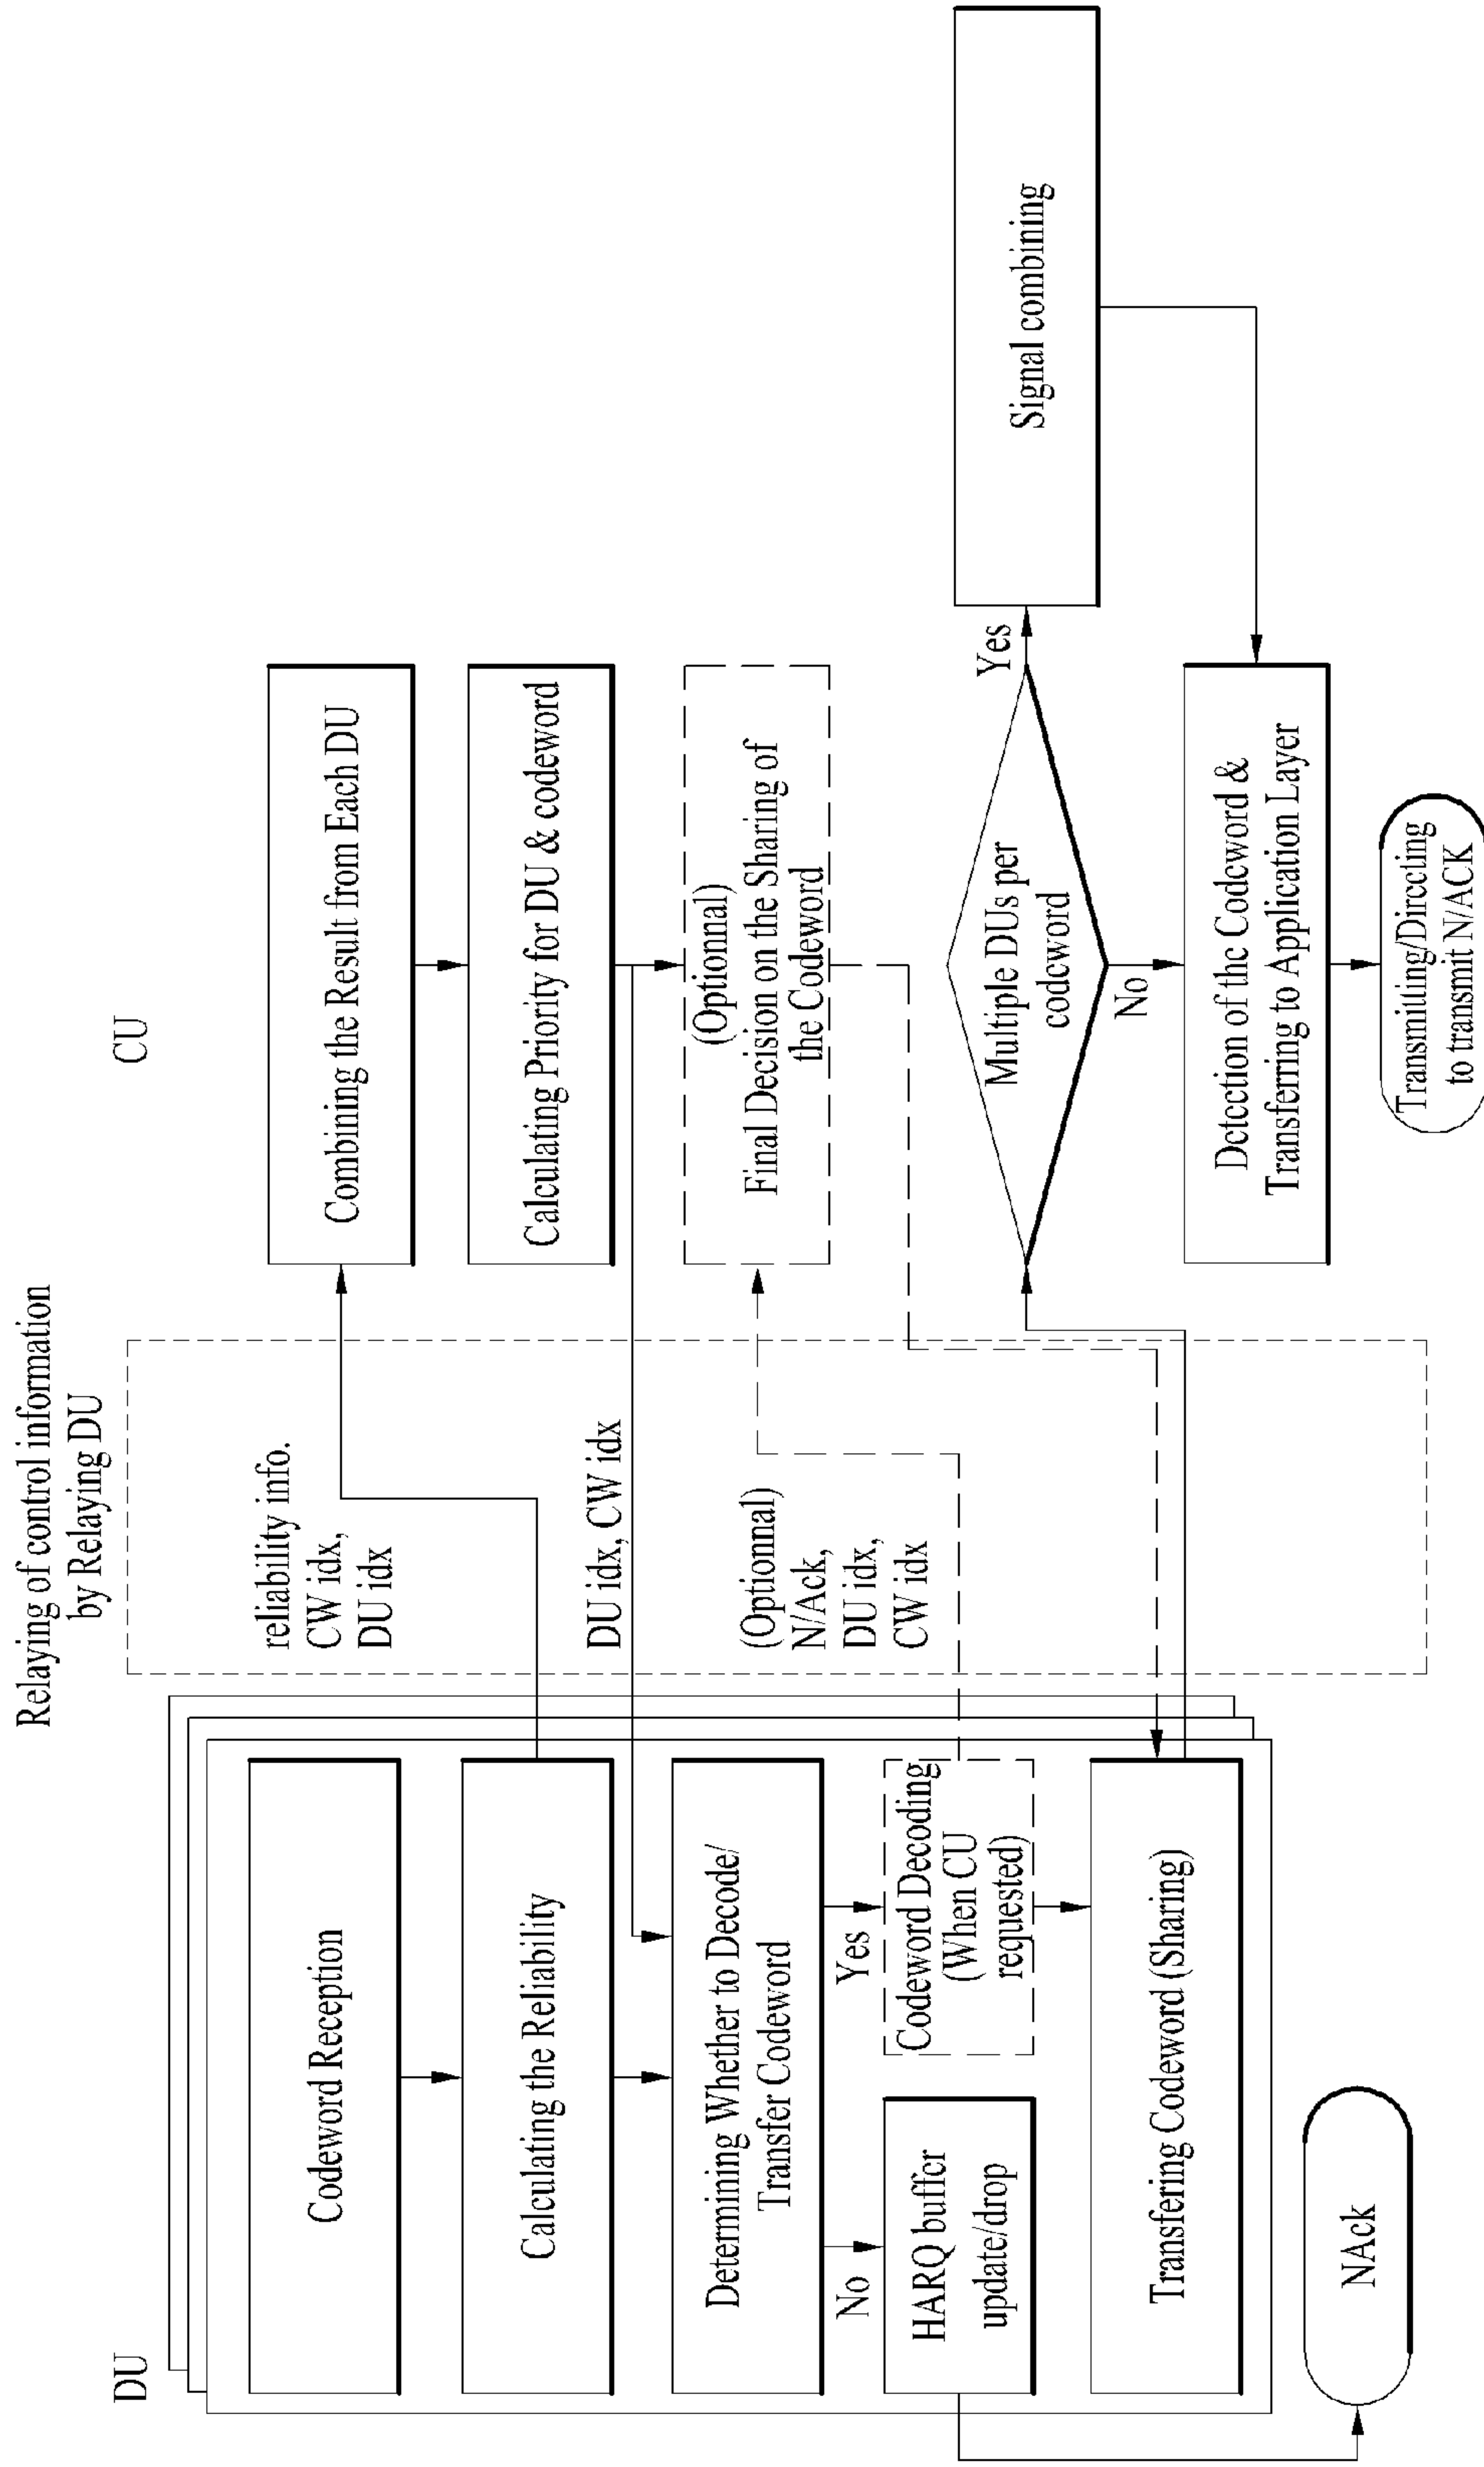 Relaying of control information
by Relaying DU
DU
CU
Codeword Reception
Calculating the Reliability
Determining Whether to Decode/
Transfer Codeword
No
Yes
HARQ buffer
update/drop
Codeword Decoding
(When CU
requested)
Transfering Codeword (Sharing)
NAck
reliability info.
CW idx,
DU idx
DU idx, CW idx
(Optionnal)
N/Ack,
DU idx,
CW idx
Combining the Result from Each DU
Calculating Priority for DU & codeword
(Optionnal)
Final Decision on the Sharing of
the Codeword
Multiple DUs per
codeword
Yes
No
Signal combining
Detection of the Codeword &
Transferring to Application Layer
Transmitting/Directing
to transmit N/ACK